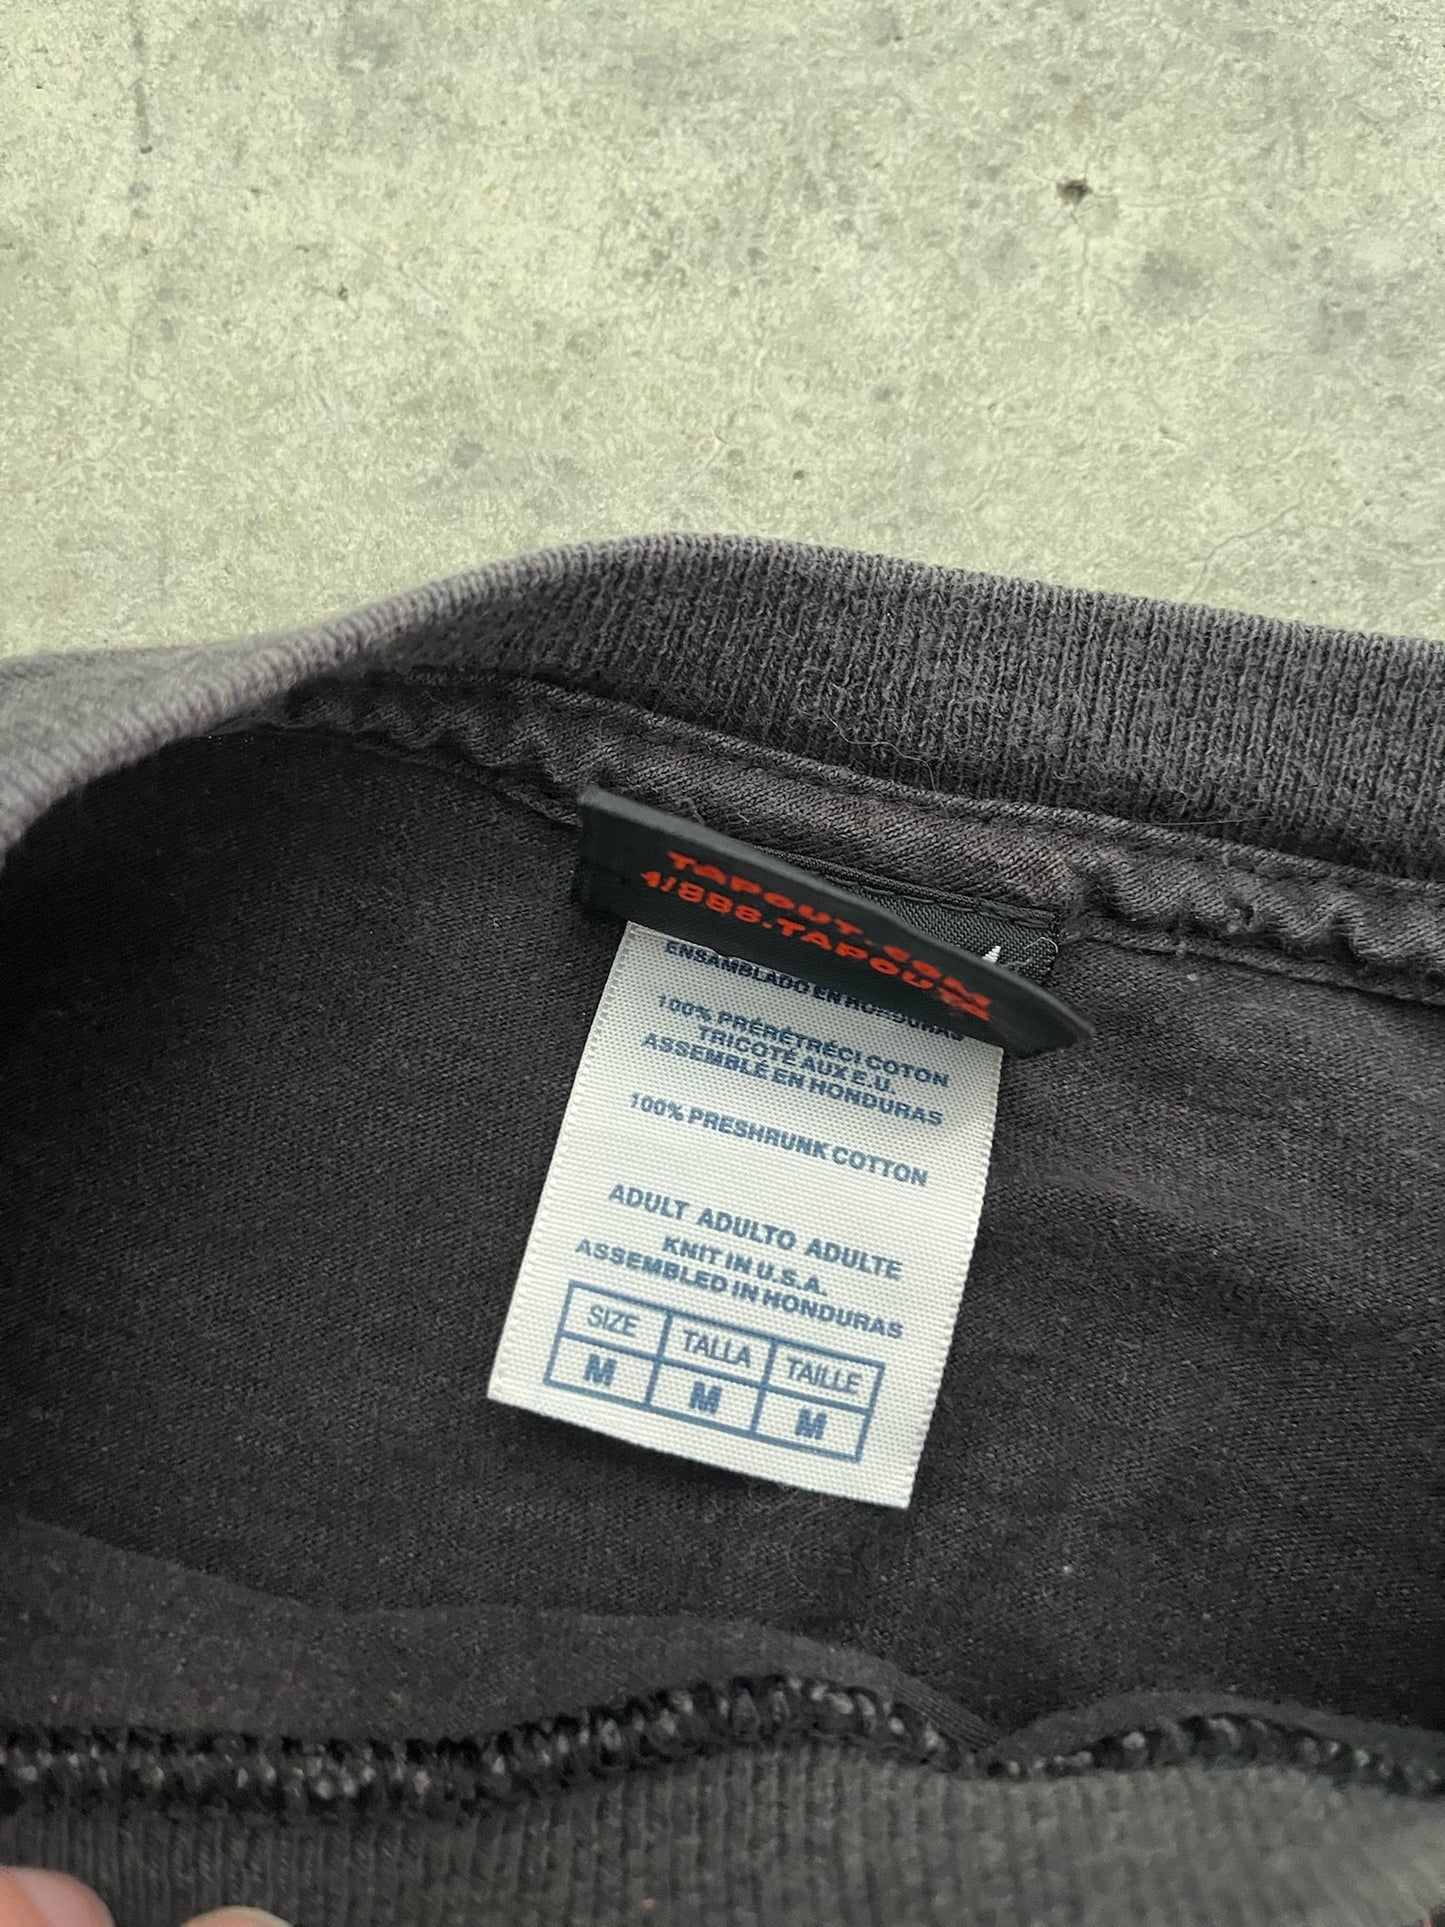 TAPOUT.COM
1/888.TAPOUT
ENSAMBLADO EN HONDURAS
100% PRÉRÉTRÉCI COTON
TRICOTÉ AUX E.U.
ASSEMBLÉ EN HONDURAS
100% PRESHRUNK COTTON
ADULT ADULTO ADULTE
KNIT IN U.S.A.
ASSEMBLED IN HONDURAS
SIZE TALLA TAILLE
M M M